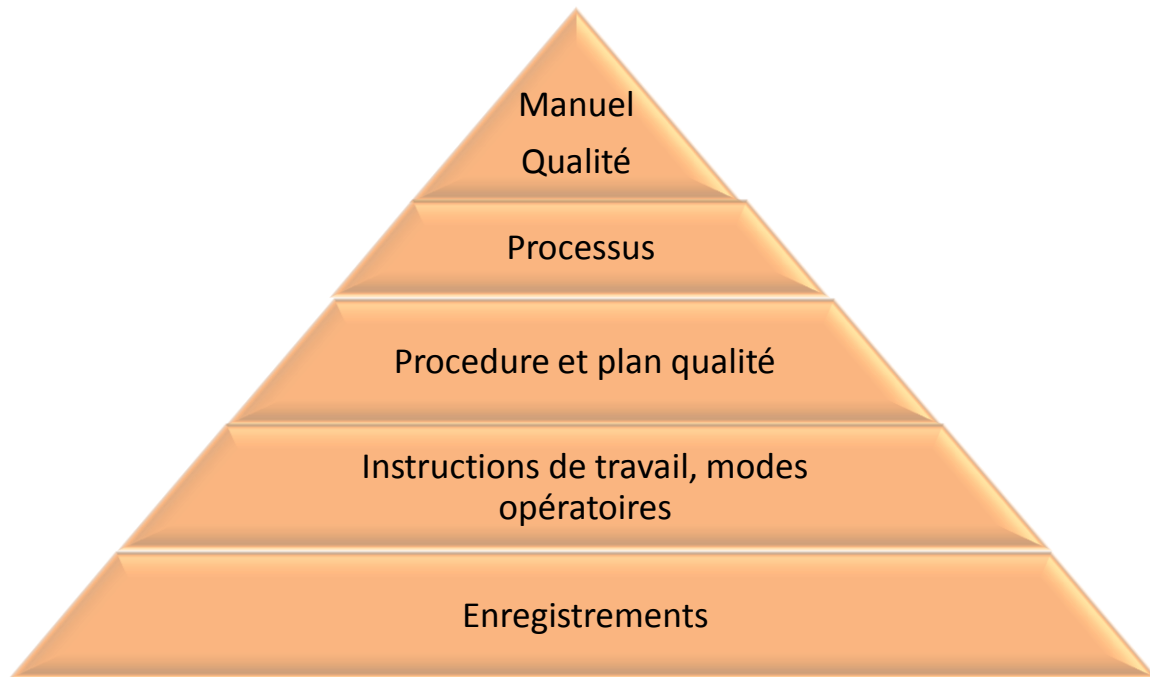 Manuel
Qualité
Processus
Procedure et plan qualité
Instructions de travail, modes
opératoires
Enregistrements